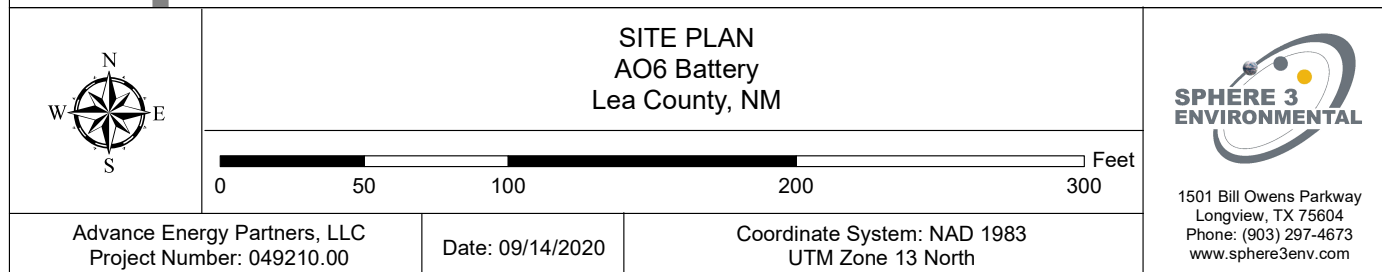 N
W E
S
SITE PLAN
AO6 Battery
Lea County, NM
Feet
0 50 100 200 300
Advance Energy Partners, LLC
Project Number: 049210.00
Date: 09/14/2020
Coordinate System: NAD 1983
UTM Zone 13 North
SPHERE 3
ENVIRONMENTAL
1501 Bill Owens Parkway
Longview, TX 75604
Phone: (903) 297-4673
www.sphere3env.com